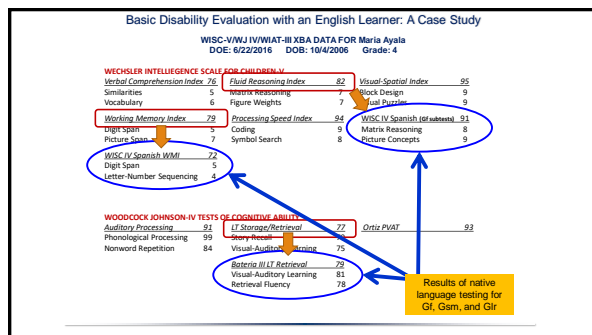 Basic Disability Evaluation with an English Learner: A Case Study
WISC-V/WJ IV/WIAT-III XBA DATA FOR Maria Ayala
DOE: 6/22/2016 DOB: 10/4/2006 Grade: 4
WECHSLER INTELLIEGENCE SCALE FOR CHILDREN-V
Verbal Comprehension Index 76 Fluid Reasoning Index 82 Visual-Spatial Index 95
Similarities 5 Matrix Reasoning 7 Block Design 9
Vocabulary 6 Figure Weights 7 Visual Puzzles 9
Working Memory Index 79 Processing Speed Index 94 WISC IV Spanish (Gf subtests) 91
Digit Span 5 Coding 9 Matrix Reasoning 8
Picture Span 7 Symbol Search 8 Picture Concepts 9
WISC IV Spanish WMI 72
Digit Span 5
Letter-Number Sequencing 4
WOODCOCK JOHNSON-IV TESTS OF COGNITIVE ABILITY
Auditory Processing 91 LT Storage/Retrieval 77 Ortiz PVAT 93
Phonological Processing 99 Story Recall
Nonword Repetition 84 Visual-Auditory Learning 75
Bateria III LT Retrieval 79
Visual-Auditory Learning 81
Retrieval Fluency 78
Results of native
language testing for
Gf, Gsm, and Glr